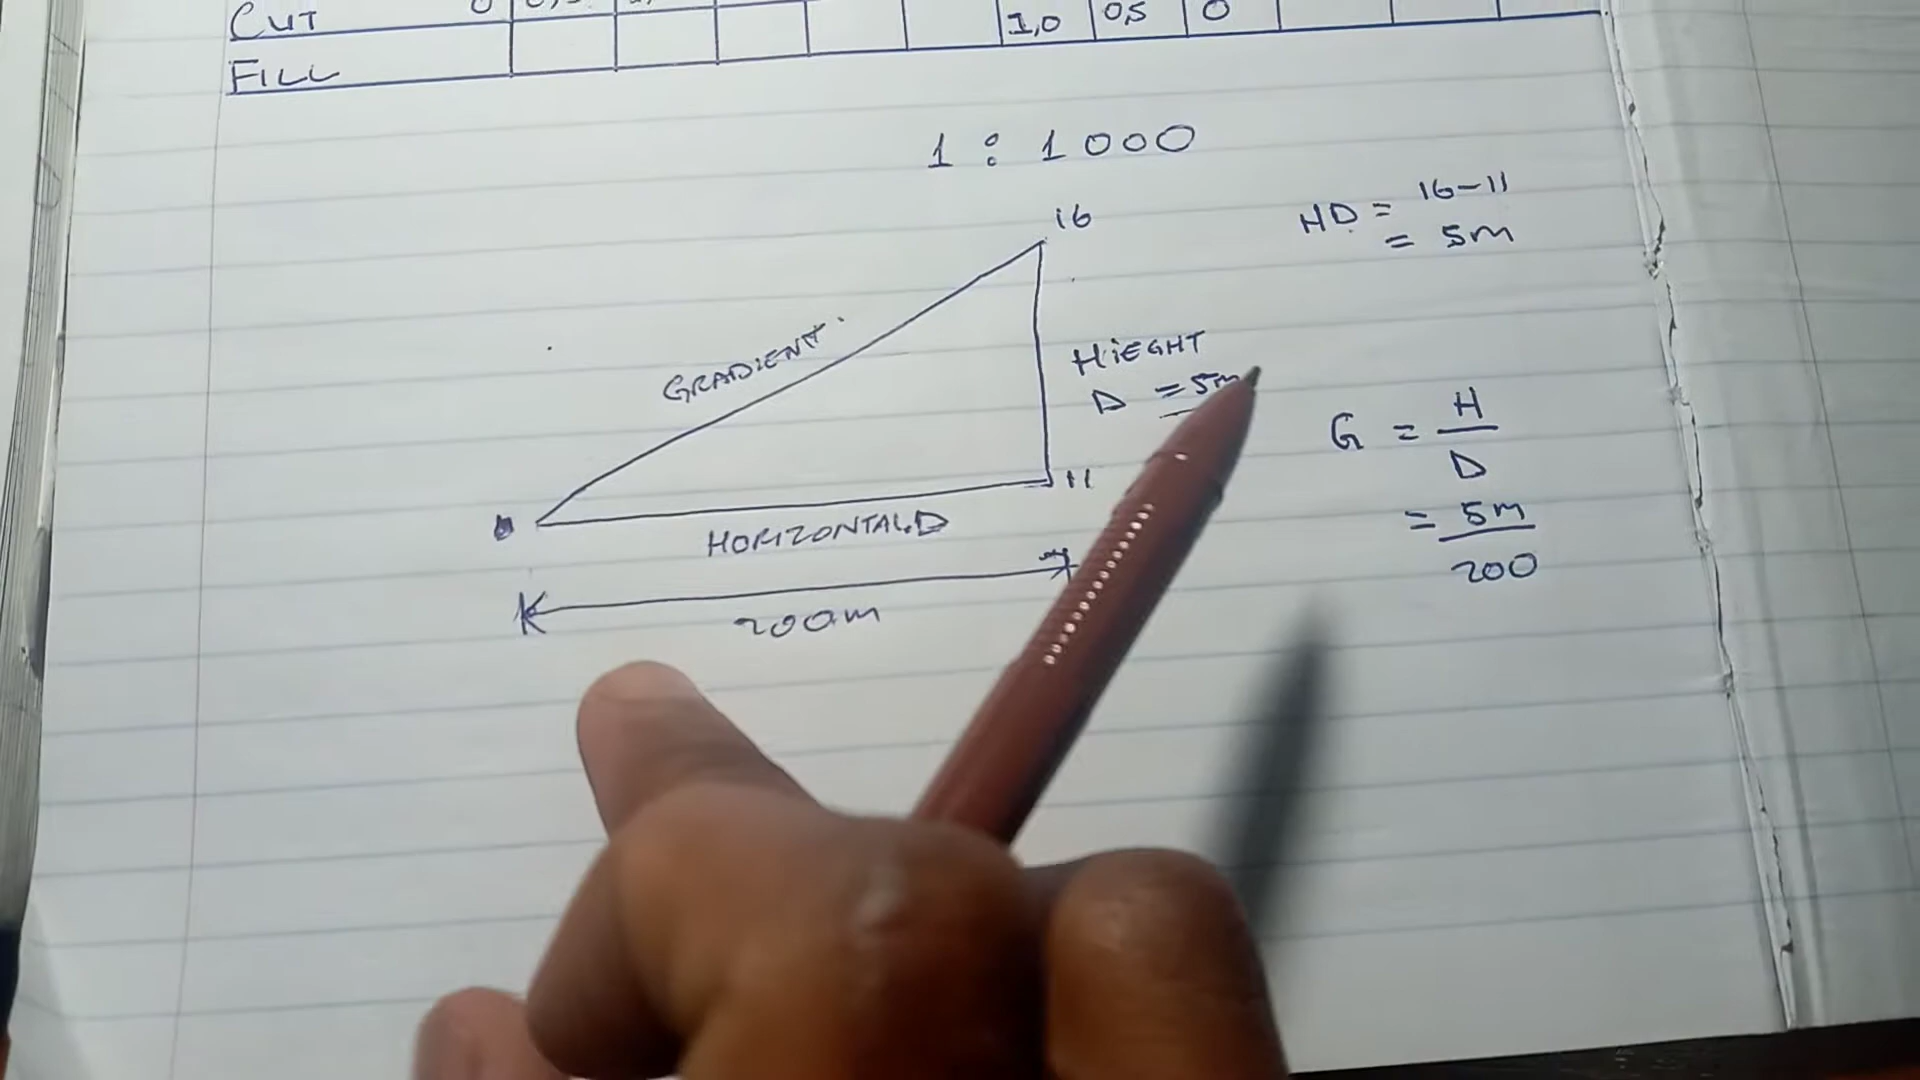 CUT 0 1,0 0,5 0
FILL
1 : 1000
16
HD = 16-11
= 5m
GRADIENT
HIEGHT
D = 5m
G = H
D
11
HORIZONTAL.D
= 5m
200
200m